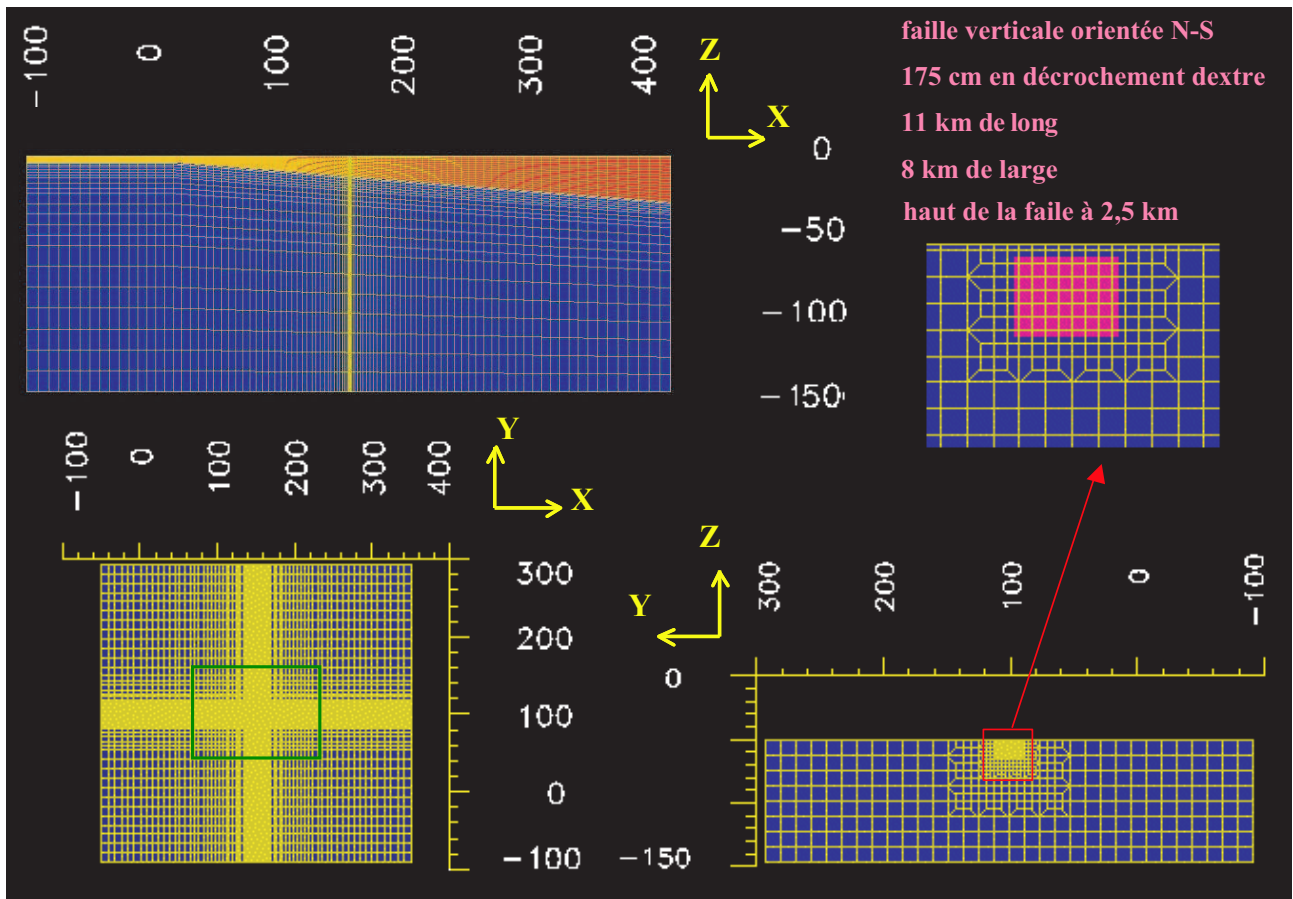 -100 0 100 200 300 400
Z
X
0
-50
-100
-150
faille verticale orientée N-S
175 cm en décrochement dextre
11 km de long
8 km de large
haut de la faile à 2,5 km
-100 0 100 200 300 400
Y
X
300
200
100
0
-100
Z
Y
300 200 100 0 -100
0
-150